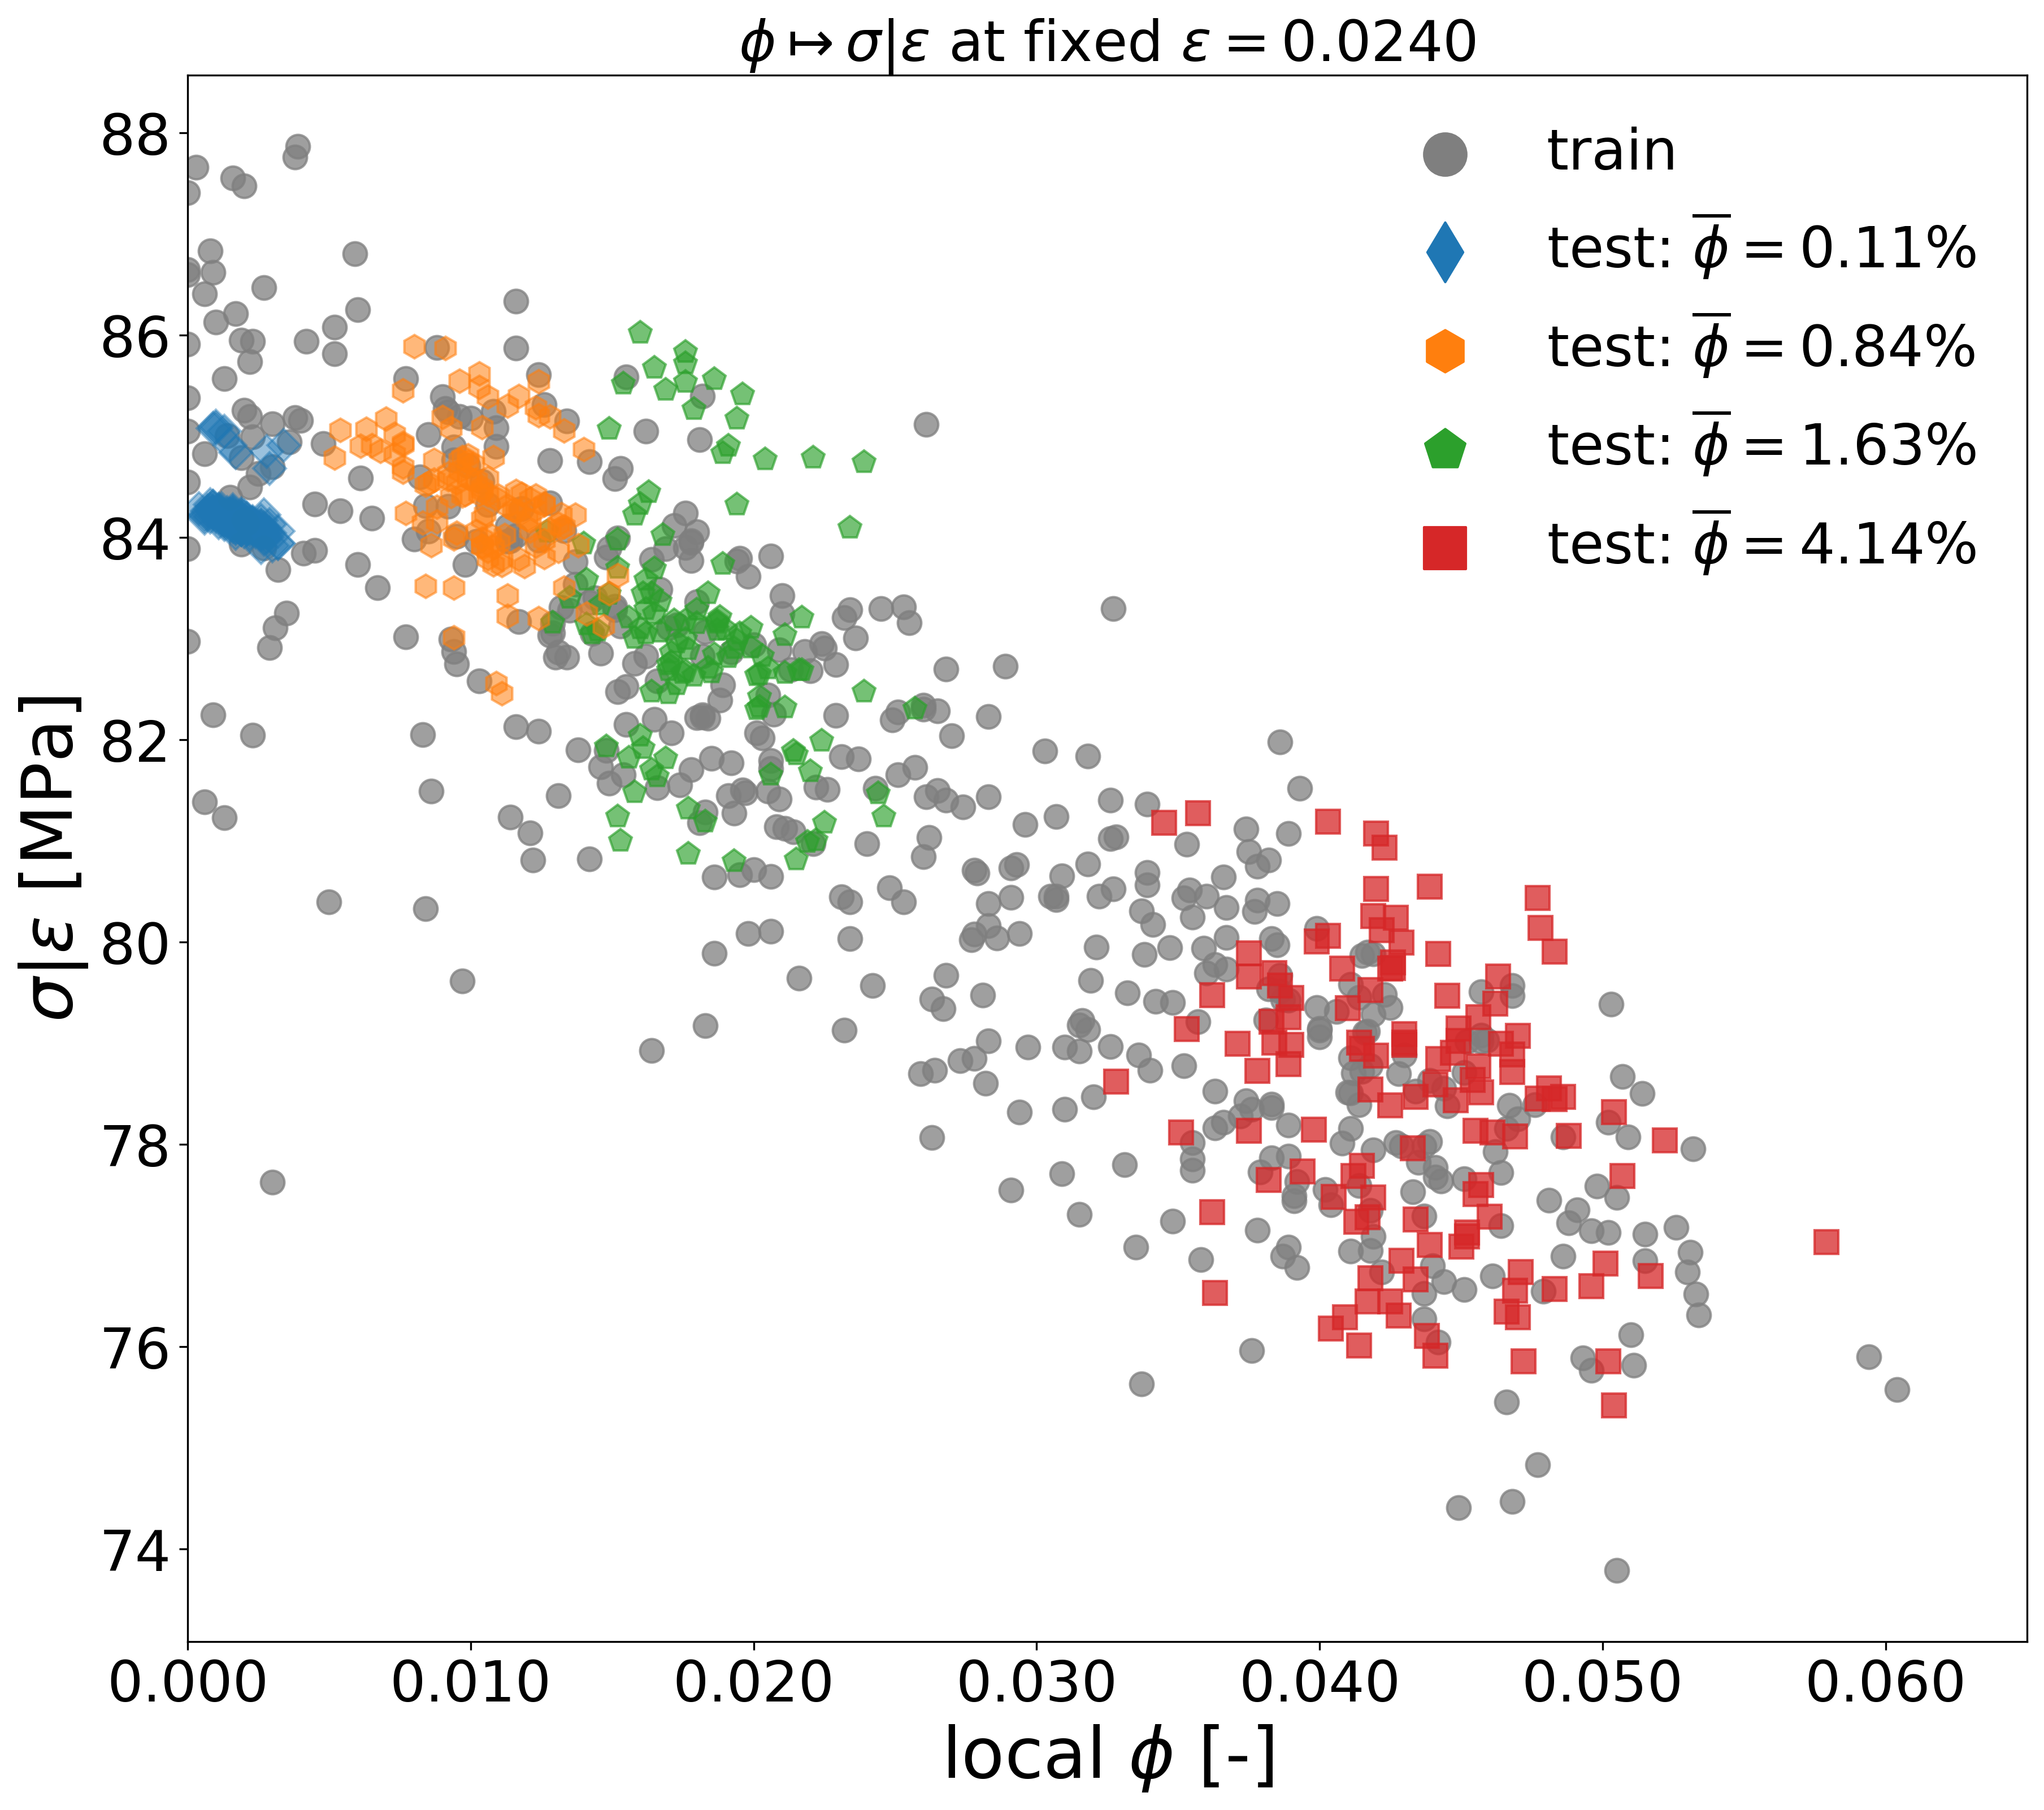 ϕ ↦ σ|ε at fixed ε = 0.0240
σ|ε [MPa]
88
86
84
82
80
78
76
74
train
test: ϕ̅ = 0.11%
test: ϕ̅ = 0.84%
test: ϕ̅ = 1.63%
test: ϕ̅ = 4.14%
0.000 0.010 0.020 0.030 0.040 0.050 0.060
local ϕ [-]